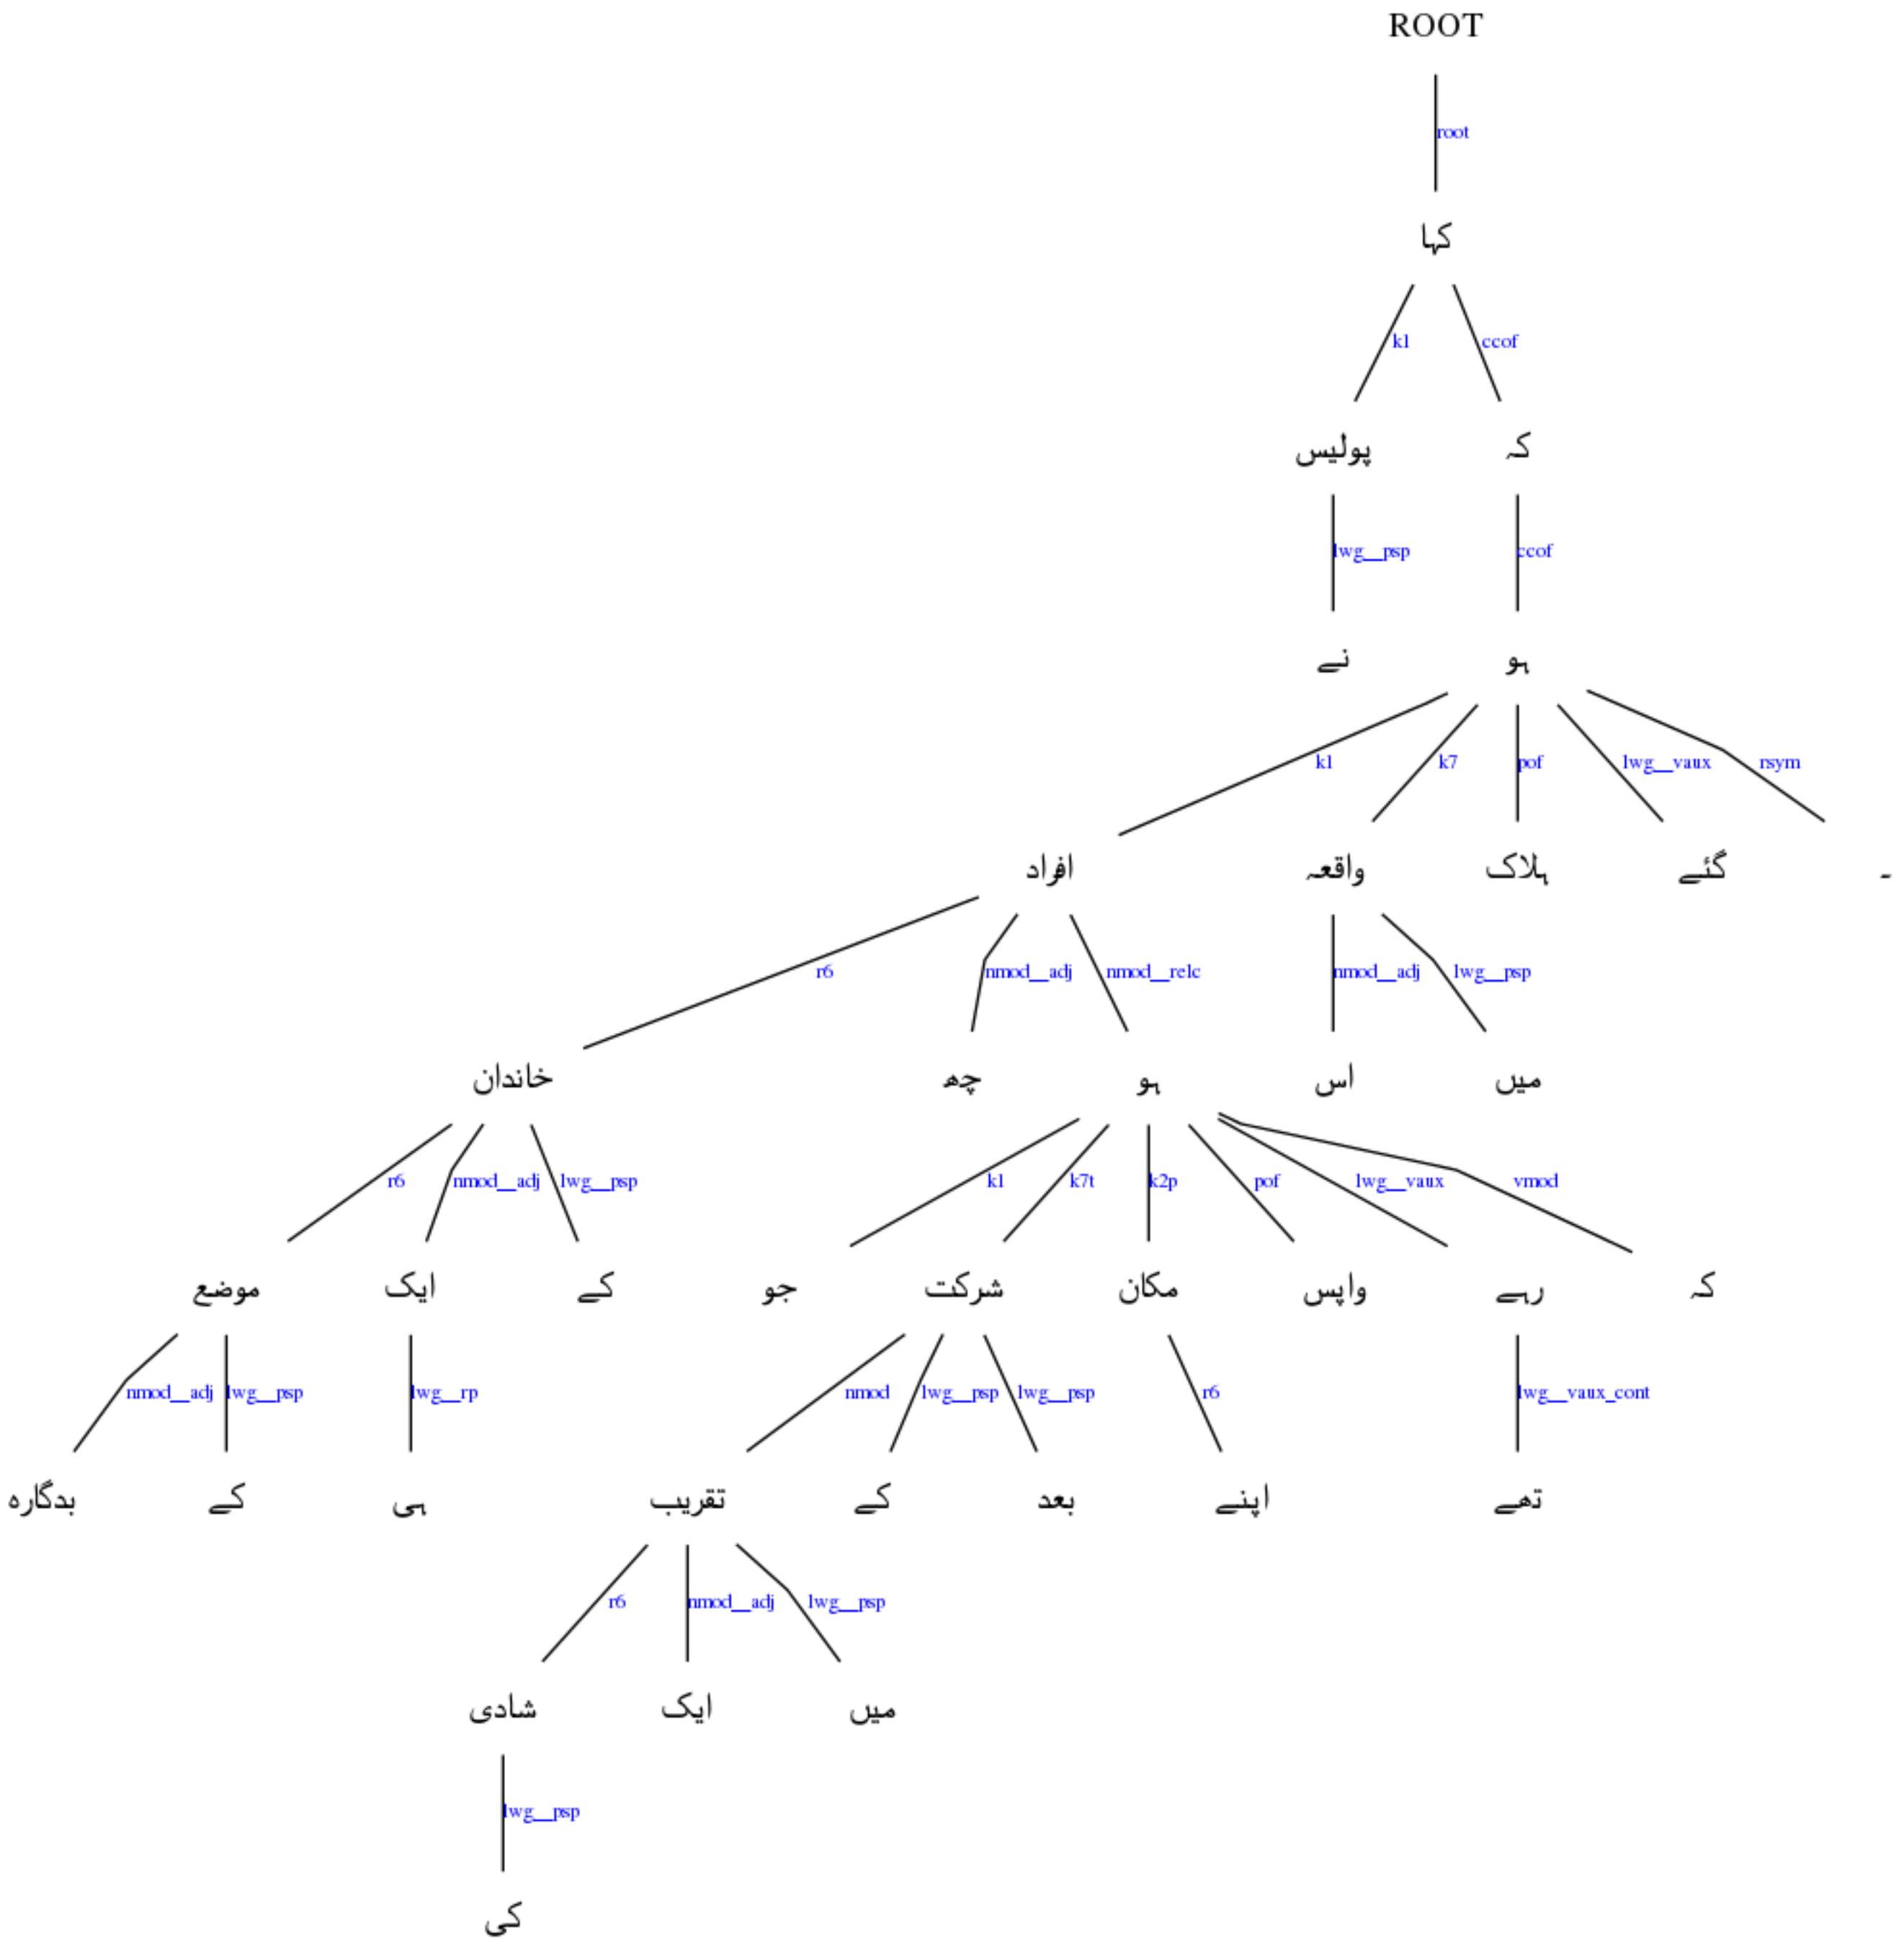 ROOT
root
کہا
k1 ccof
پولیس کہ
lwg__psp ccof
نے ہو
k1 k7 pof lwg__vaux rsym
افراد واقعہ ہلاک گئے ۔
r6 nmod__adj nmod__relc nmod__adj lwg__psp
خاندان چھ ہو اس میں
r6 nmod__adj lwg__psp k1 k7t k2p pof lwg__vaux vmod
موضع ایک کے جو شرکت مکان واپس رہے کہ
nmod__adj lwg__psp lwg__rp nmod lwg__psp lwg__psp r6 lwg__vaux_cont
بدگارہ کے ہی تقریب کے بعد اپنے تھے
r6 nmod__adj lwg__psp
شادی ایک میں
lwg__psp
کی